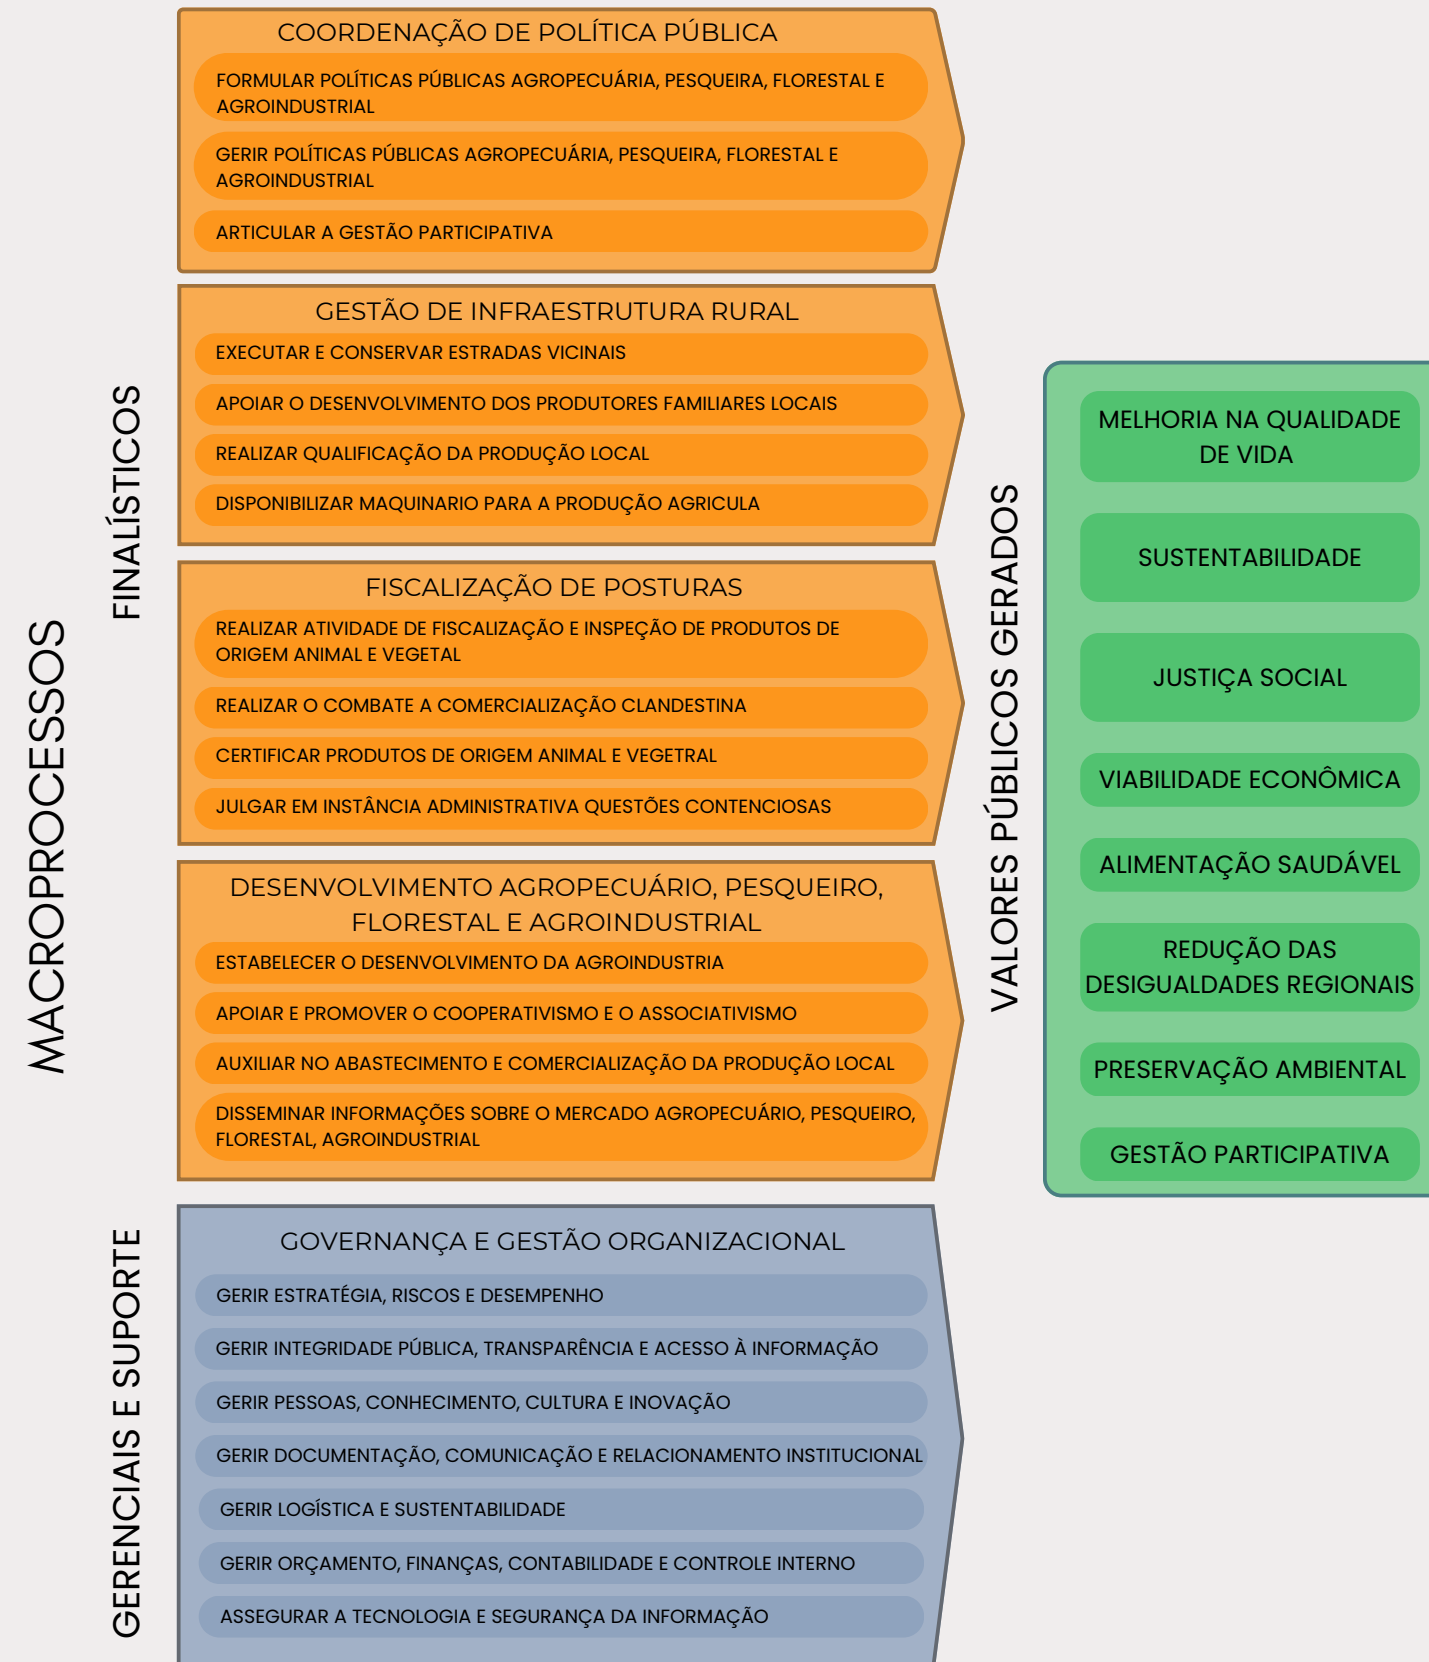 MACROPROCESSOS
FINALÍSTICOS
COORDENAÇÃO DE POLÍTICA PÚBLICA
FORMULAR POLÍTICAS PÚBLICAS AGROPECUÁRIA, PESQUEIRA, FLORESTAL E
AGROINDUSTRIAL
GERIR POLÍTICAS PÚBLICAS AGROPECUÁRIA, PESQUEIRA, FLORESTAL E
AGROINDUSTRIAL
ARTICULAR A GESTÃO PARTICIPATIVA
GESTÃO DE INFRAESTRUTURA RURAL
EXECUTAR E CONSERVAR ESTRADAS VICINAIS
APOIAR O DESENVOLVIMENTO DOS PRODUTORES FAMILIARES LOCAIS
REALIZAR QUALIFICAÇÃO DA PRODUÇÃO LOCAL
DISPONIBILIZAR MAQUINARIO PARA A PRODUÇÃO AGRICULA
FISCALIZAÇÃO DE POSTURAS
REALIZAR ATIVIDADE DE FISCALIZAÇÃO E INSPEÇÃO DE PRODUTOS DE
ORIGEM ANIMAL E VEGETAL
REALIZAR O COMBATE A COMERCIALIZAÇÃO CLANDESTINA
CERTIFICAR PRODUTOS DE ORIGEM ANIMAL E VEGETRAL
JULGAR EM INSTÂNCIA ADMINISTRATIVA QUESTÕES CONTENCIOSAS
DESENVOLVIMENTO AGROPECUÁRIO, PESQUEIRO,
FLORESTAL E AGROINDUSTRIAL
ESTABELECER O DESENVOLVIMENTO DA AGROINDUSTRIA
APOIAR E PROMOVER O COOPERATIVISMO E O ASSOCIATIVISMO
AUXILIAR NO ABASTECIMENTO E COMERCIALIZAÇÃO DA PRODUÇÃO LOCAL
DISSEMINAR INFORMAÇÕES SOBRE O MERCADO AGROPECUÁRIO, PESQUEIRO,
FLORESTAL, AGROINDUSTRIAL
GERENCIAIS E SUPORTE
GOVERNANÇA E GESTÃO ORGANIZACIONAL
GERIR ESTRATÉGIA, RISCOS E DESEMPENHO
GERIR INTEGRIDADE PÚBLICA, TRANSPARÊNCIA E ACESSO À INFORMAÇÃO
GERIR PESSOAS, CONHECIMENTO, CULTURA E INOVAÇÃO
GERIR DOCUMENTAÇÃO, COMUNICAÇÃO E RELACIONAMENTO INSTITUCIONAL
GERIR LOGÍSTICA E SUSTENTABILIDADE
GERIR ORÇAMENTO, FINANÇAS, CONTABILIDADE E CONTROLE INTERNO
ASSEGURAR A TECNOLOGIA E SEGURANÇA DA INFORMAÇÃO
VALORES PÚBLICOS GERADOS
MELHORIA NA QUALIDADE
DE VIDA
SUSTENTABILIDADE
JUSTIÇA SOCIAL
VIABILIDADE ECONÔMICA
ALIMENTAÇÃO SAUDÁVEL
REDUÇÃO DAS
DESIGUALDADES REGIONAIS
PRESERVAÇÃO AMBIENTAL
GESTÃO PARTICIPATIVA